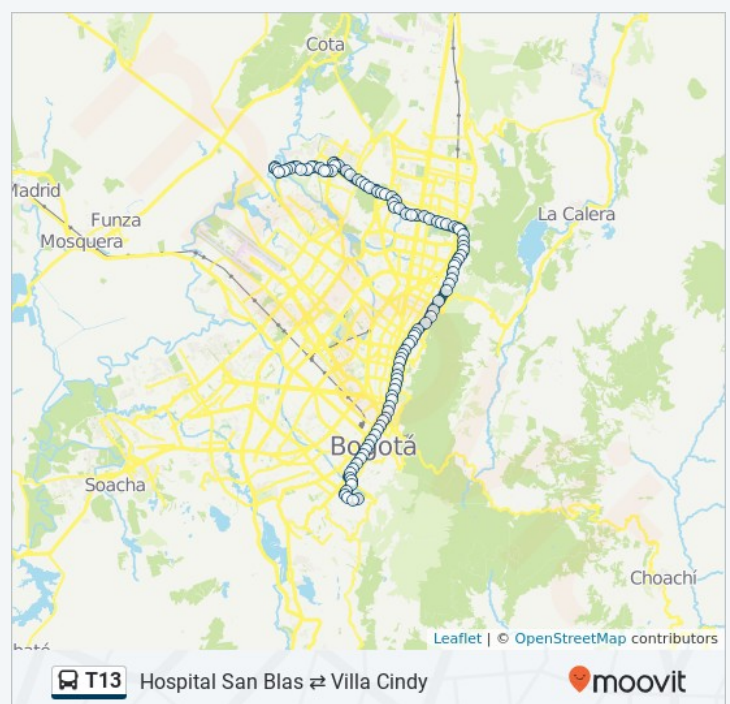 Cota
Madrid
Funza
Mosquera
La Calera
Bogotá
Soacha
Choachí
Leaflet | © OpenStreetMap contributors
T13 Hospital San Blas ⇄ Villa Cindy
moovit